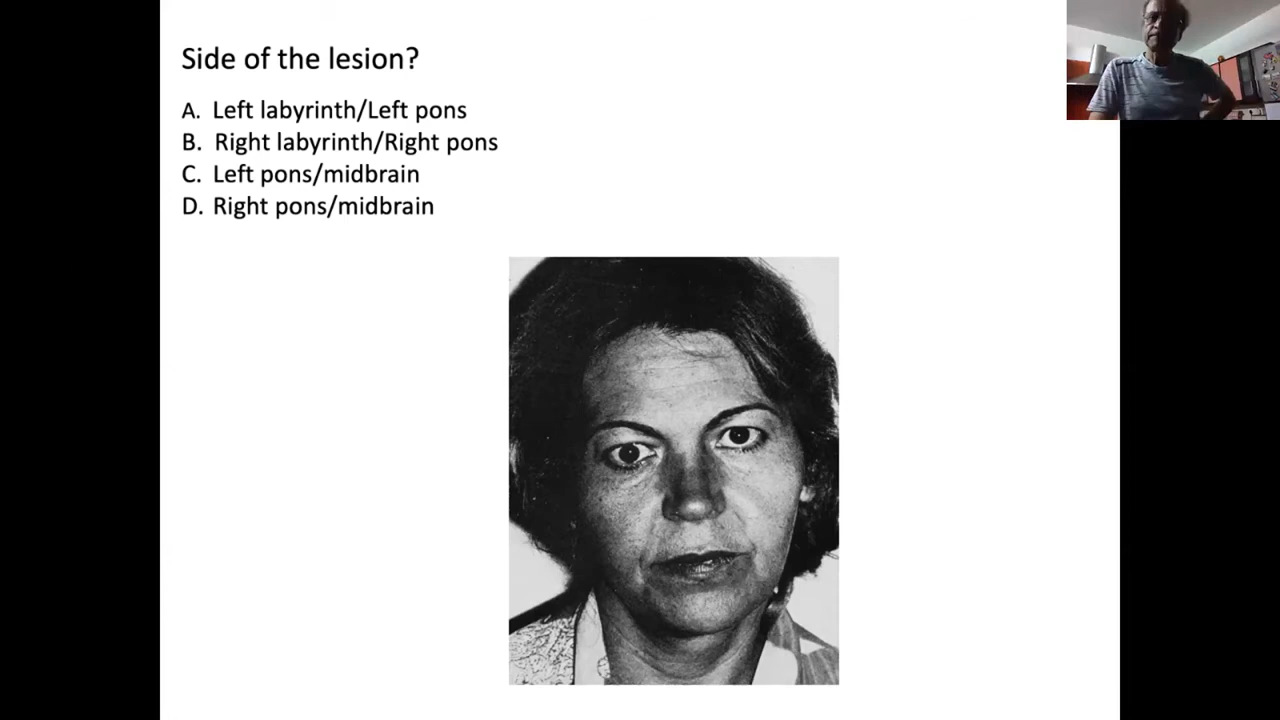 Side of the lesion?
A. Left labyrinth/Left pons
B. Right labyrinth/Right pons
C. Left pons/midbrain
D. Right pons/midbrain